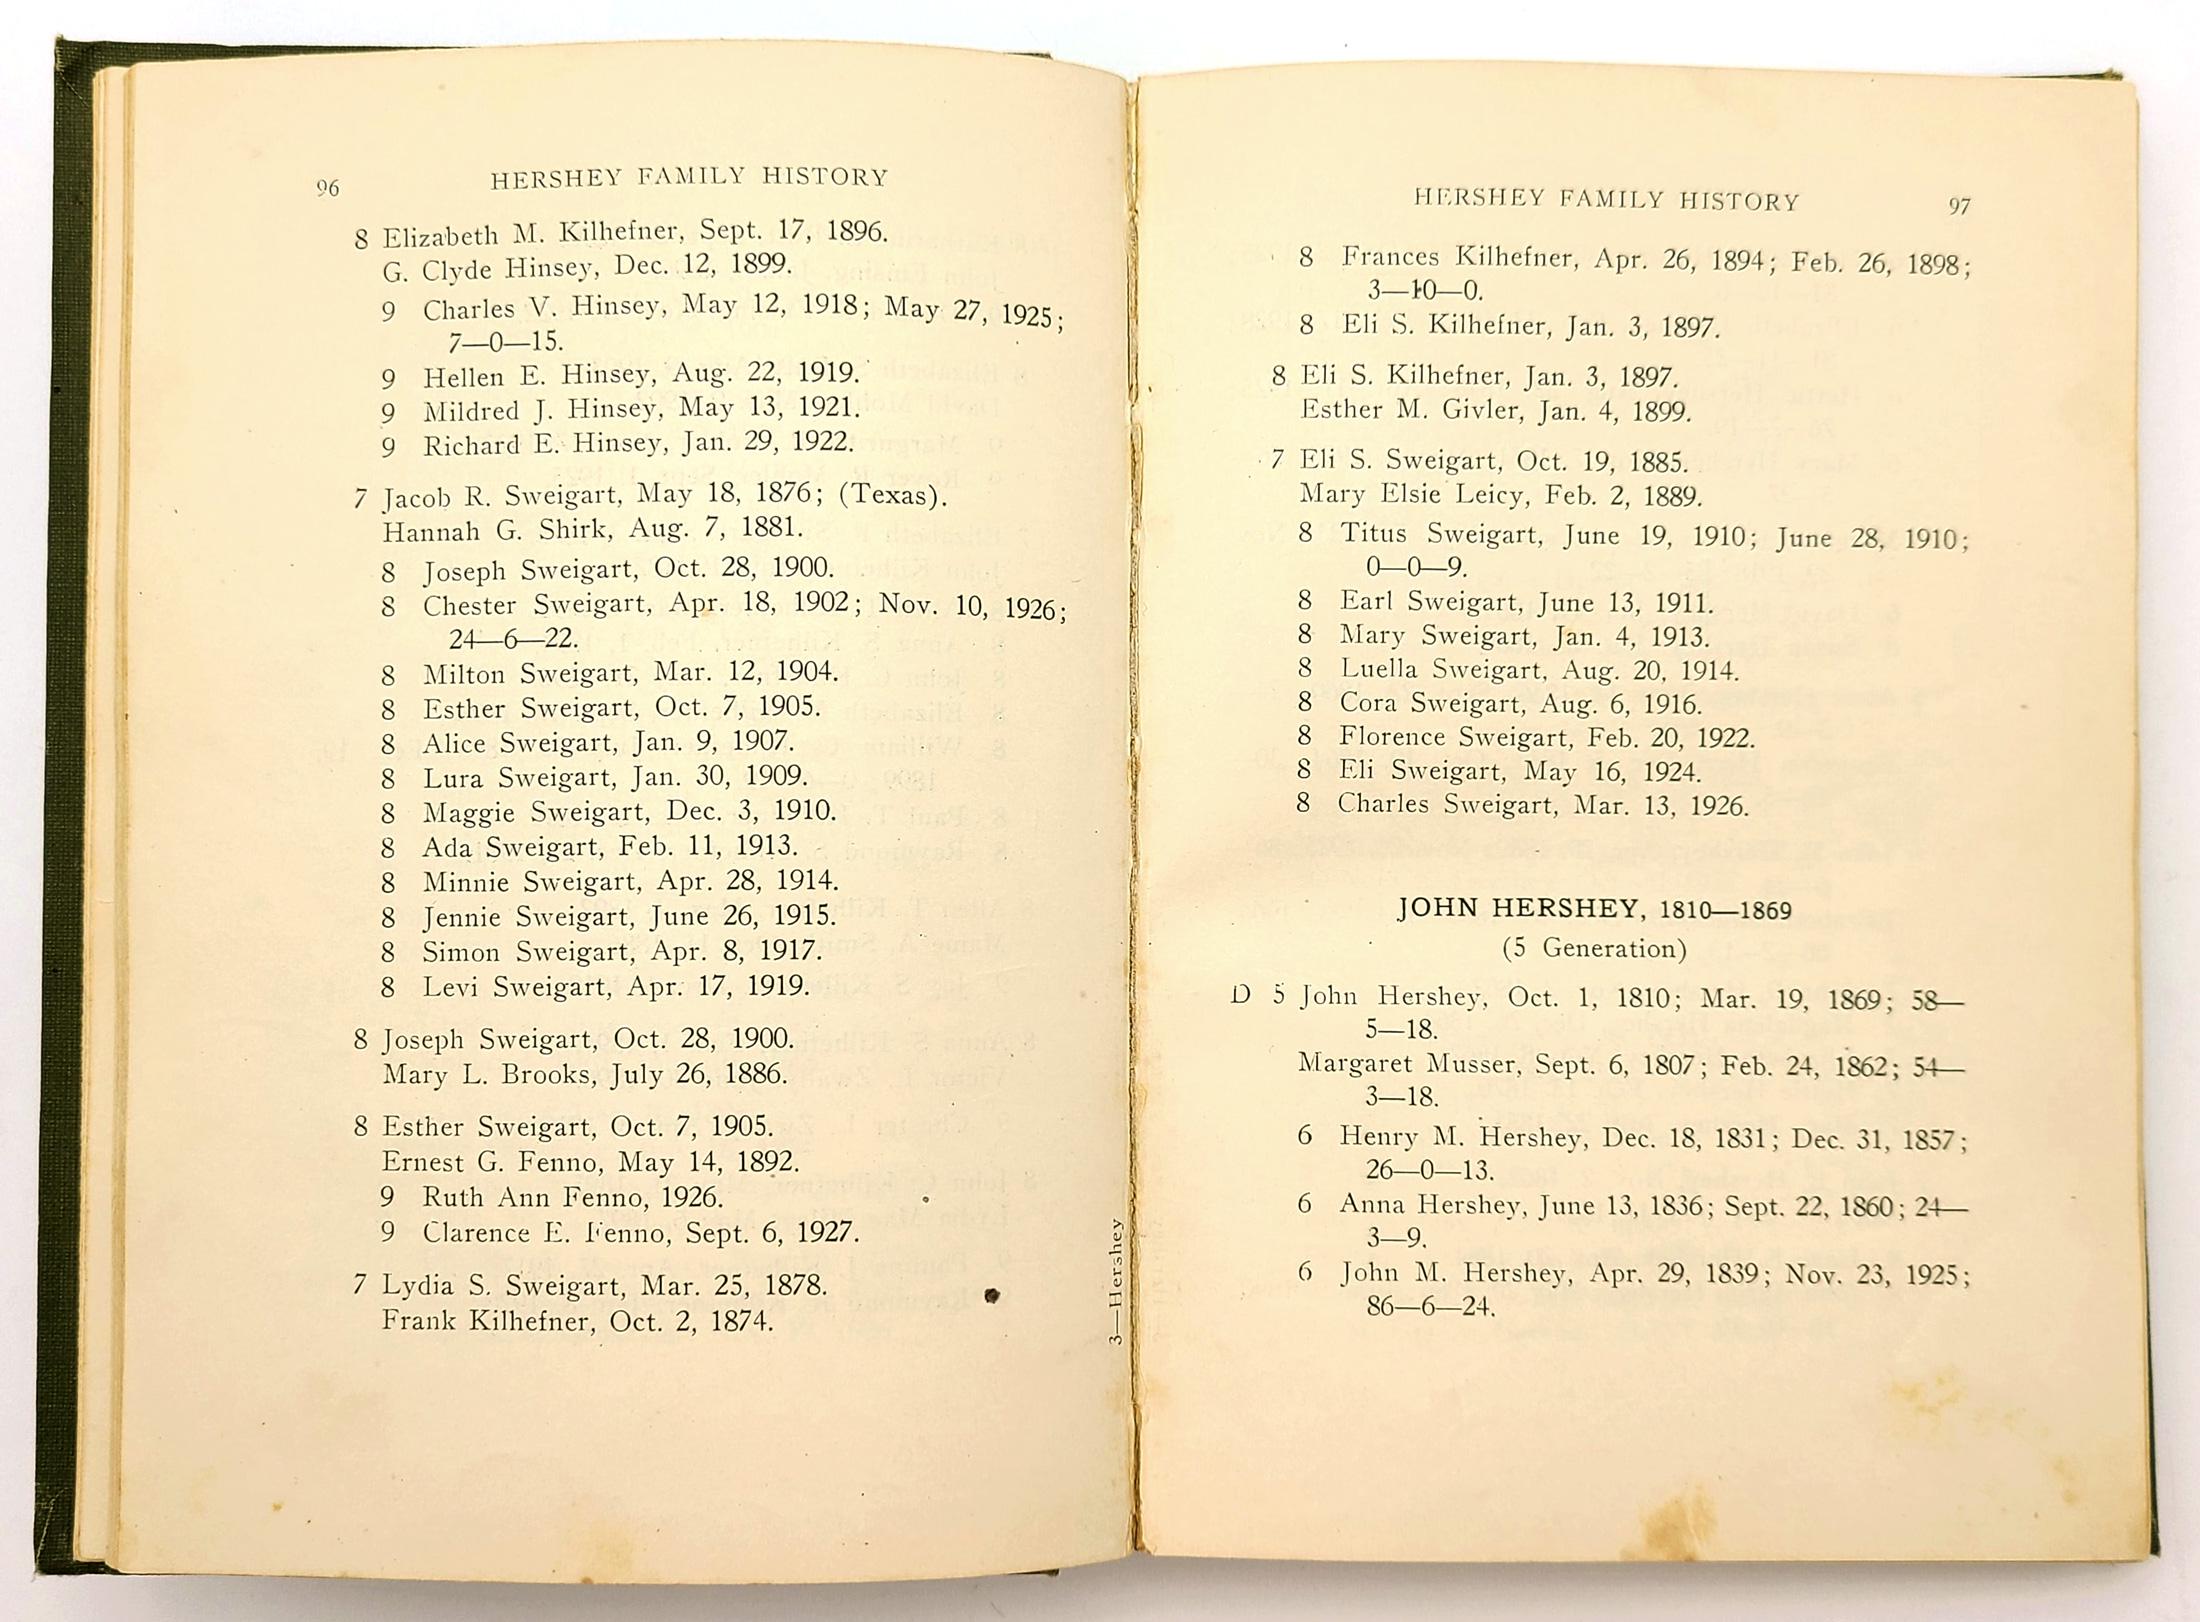 96
HERSHEY FAMILY HISTORY
8 Elizabeth M. Kilhefner, Sept. 17, 1896.
G. Clyde Hinsey, Dec. 12, 1899.
9 Charles V. Hinsey, May 12, 1918; May 27, 1925;
7—0—15.
9 Hellen E. Hinsey, Aug. 22, 1919.
9 Mildred J. Hinsey, May 13, 1921.
9 Richard E. Hinsey, Jan. 29, 1922.
7 Jacob R. Sweigart, May 18, 1876; (Texas).
Hannah G. Shirk, Aug. 7, 1881.
8 Joseph Sweigart, Oct. 28, 1900.
8 Chester Sweigart, Apr. 18, 1902; Nov. 10, 1926;
24—6—22.
8 Milton Sweigart, Mar. 12, 1904.
8 Esther Sweigart, Oct. 7, 1905.
8 Alice Sweigart, Jan. 9, 1907.
8 Lura Sweigart, Jan. 30, 1909.
8 Maggie Sweigart, Dec. 3, 1910.
8 Ada Sweigart, Feb. 11, 1913.
8 Minnie Sweigart, Apr. 28, 1914.
8 Jennie Sweigart, June 26, 1915.
8 Simon Sweigart, Apr. 8, 1917.
8 Levi Sweigart, Apr. 17, 1919.
8 Joseph Sweigart, Oct. 28, 1900.
Mary L. Brooks, July 26, 1886.
8 Esther Sweigart, Oct. 7, 1905.
Ernest G. Fenno, May 14, 1892.
9 Ruth Ann Fenno, 1926.
9 Clarence E. Fenno, Sept. 6, 1927.
7 Lydia S. Sweigart, Mar. 25, 1878.
Frank Kilhefner, Oct. 2, 1874.
3—Hershey
HERSHEY FAMILY HISTORY
97
8 Frances Kilhefner, Apr. 26, 1894; Feb. 26, 1898;
3—10—0.
8 Eli S. Kilhefner, Jan. 3, 1897.
8 Eli S. Kilhefner, Jan. 3, 1897.
Esther M. Givler, Jan. 4, 1899.
7 Eli S. Sweigart, Oct. 19, 1885.
Mary Elsie Leicy, Feb. 2, 1889.
8 Titus Sweigart, June 19, 1910; June 28, 1910;
0—0—9.
8 Earl Sweigart, June 13, 1911.
8 Mary Sweigart, Jan. 4, 1913.
8 Luella Sweigart, Aug. 20, 1914.
8 Cora Sweigart, Aug. 6, 1916.
8 Florence Sweigart, Feb. 20, 1922.
8 Eli Sweigart, May 16, 1924.
8 Charles Sweigart, Mar. 13, 1926.
JOHN HERSHEY, 1810—1869
(5 Generation)
D 5 John Hershey, Oct. 1, 1810; Mar. 19, 1869; 58—
5—18.
Margaret Musser, Sept. 6, 1807; Feb. 24, 1862; 54—
3—18.
6 Henry M. Hershey, Dec. 18, 1831; Dec. 31, 1857;
26—0—13.
6 Anna Hershey, June 13, 1836; Sept. 22, 1860; 24—
3—9.
6 John M. Hershey, Apr. 29, 1839; Nov. 23, 1925;
86—6—24.